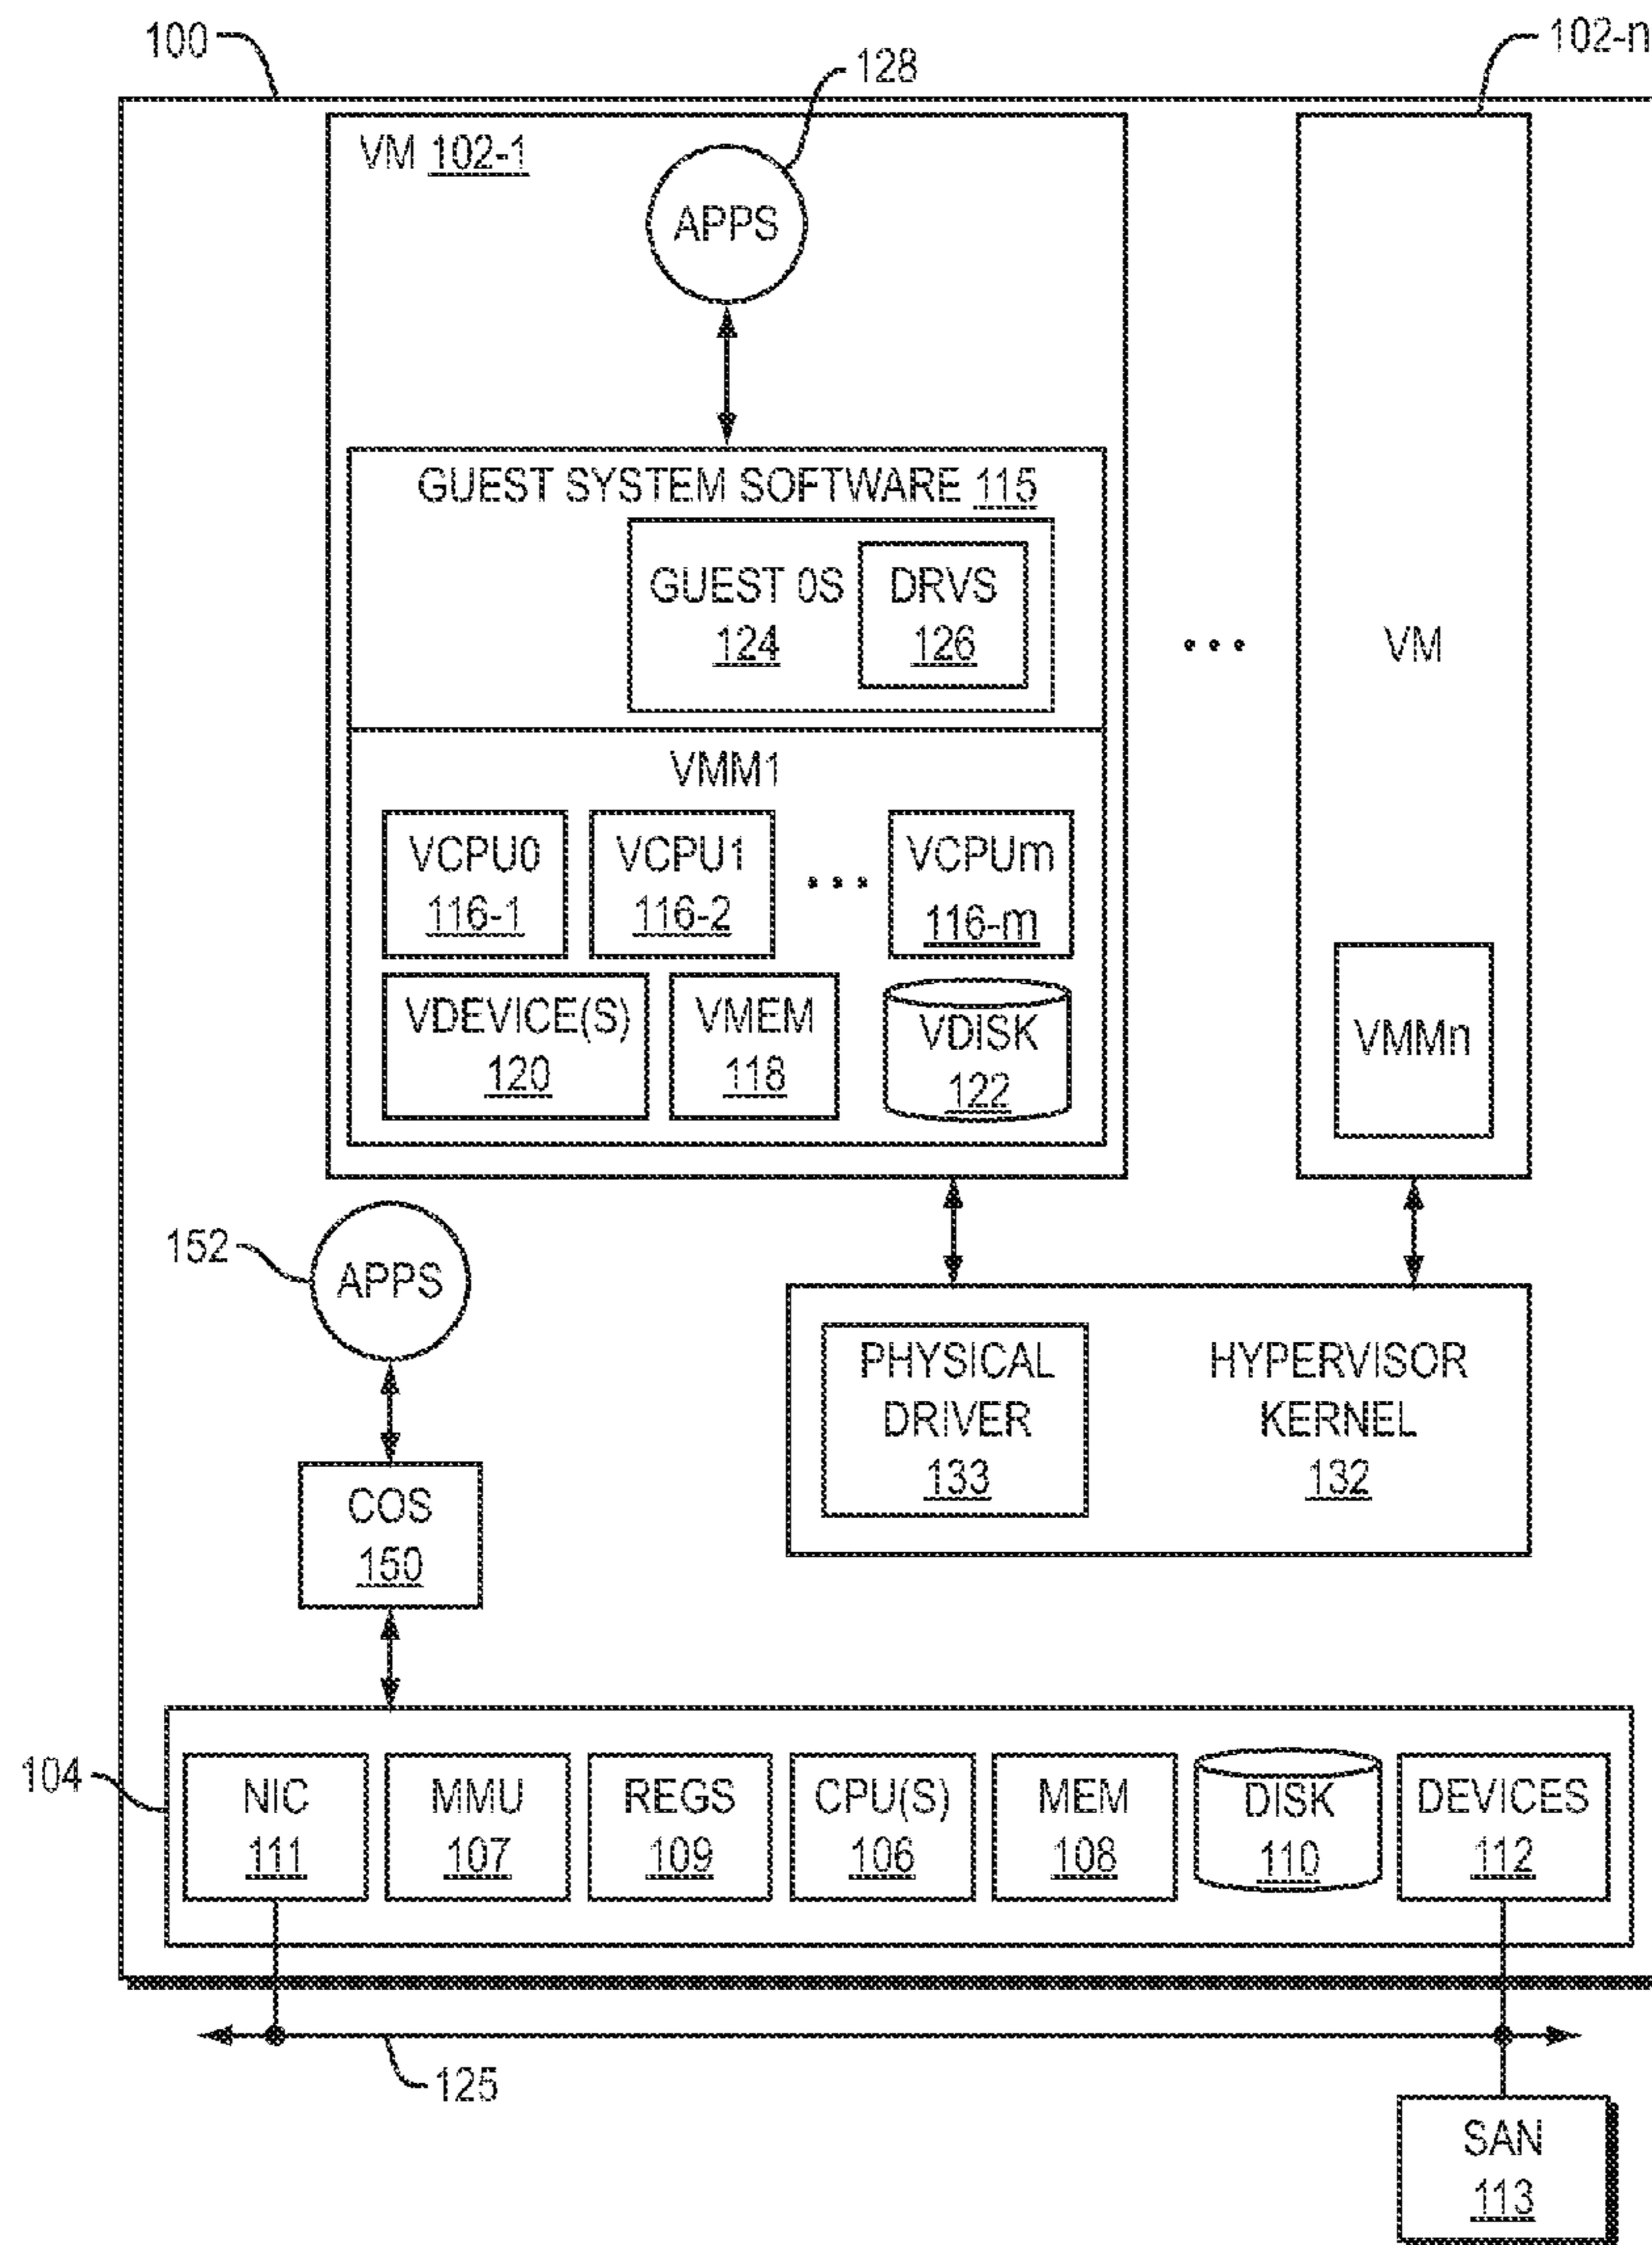 100
102-n
128
VM 102-1
APPS
GUEST SYSTEM SOFTWARE 115
GUEST 0S
124
DRVS
126
VM
VMM1
VCPU0
116-1
VCPU1
116-2
VCPUm
116-m
VDEVICE(S)
120
VMEM
118
VDISK
122
VMMn
152
APPS
PHYSICAL
DRIVER
133
HYPERVISOR
KERNEL
132
COS
150
104
NIC
111
MMU
107
REGS
109
CPU(S)
106
MEM
108
DISK
110
DEVICES
112
125
SAN
113